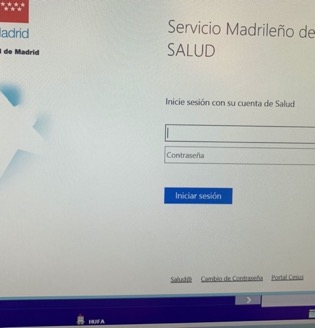 adrid
l de Madrid
Servicio Madrileño de
SALUD
Inicie sesión con su cuenta de Salud
Contraseña
Iniciar sesión
Salud@ Cambio de Contraseña Portal Cesus
HUFA